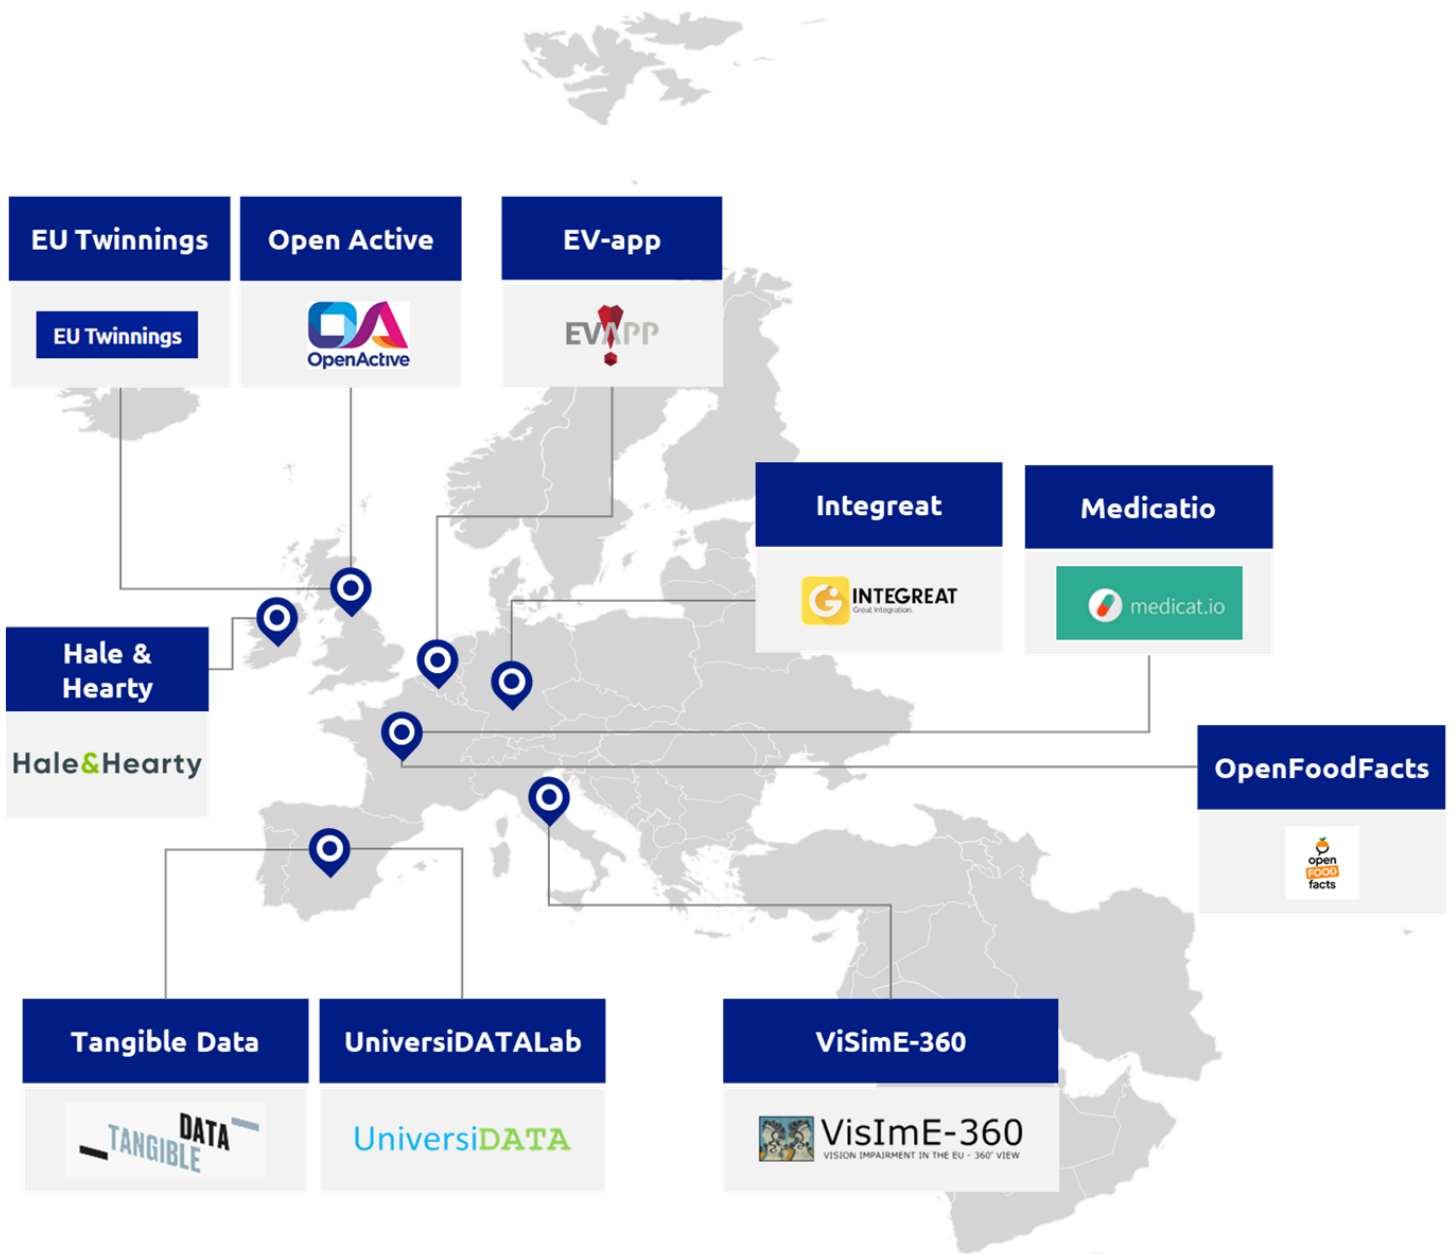 EU Twinnings
EU Twinnings
Open Active
OpenActive
EV-app
EVAPP
Integreat
INTEGREAT
Great Integration.
Medicatio
medicat.io
Hale &
Hearty
Hale&Hearty
OpenFoodFacts
open
FOOD
facts
Tangible Data
TANGIBLE
DATA
UniversiDATALab
UniversiDATA
ViSimE-360
VisImE-360
VISION IMPAIRMENT IN THE EU - 360° VIEW